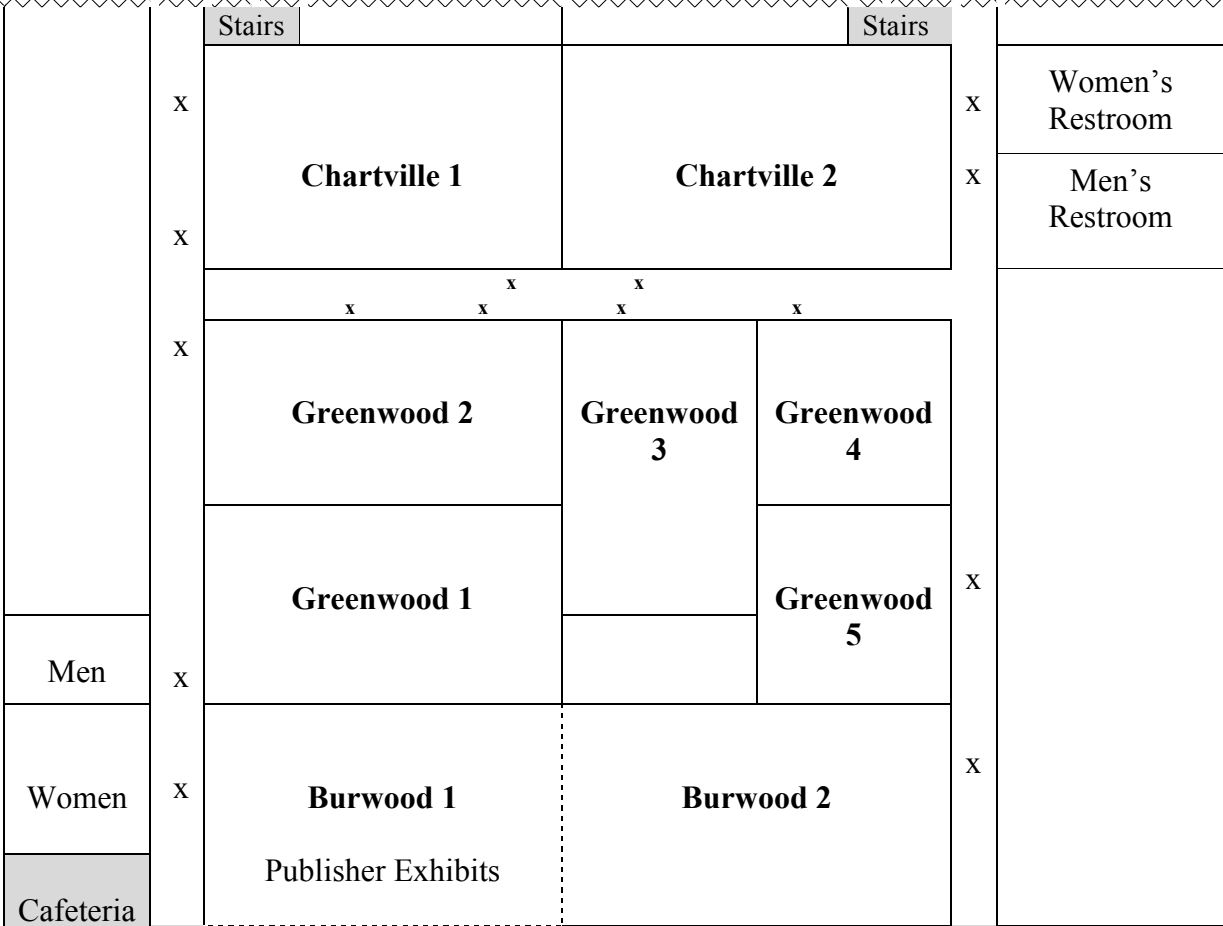 Stairs
Stairs
x
x
Women’s
Restroom
Chartville 1
Chartville 2
x
Men’s
Restroom
x
x
x
x
x
x
x
x
Greenwood 2
Greenwood
3
Greenwood
4
Greenwood 1
Greenwood
5
x
Men
x
x
Women
x
Burwood 1
Burwood 2
Publisher Exhibits
Cafeteria